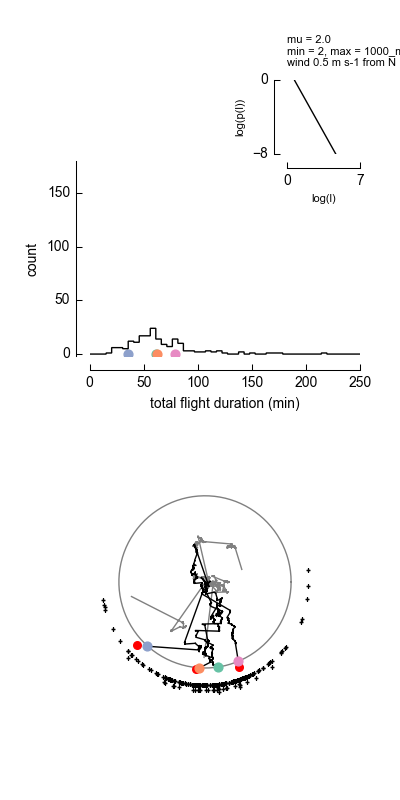 mu = 2.0
min = 2, max = 1000_m
wind 0.5 m s-1 from N
0
−8
log(p(l))
0 7
log(l)
150
100
50
0
count
0 50 100 150 200 250
total flight duration (min)